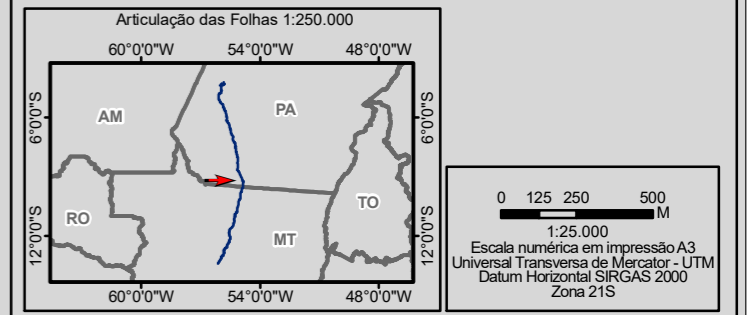 Articulação das Folhas 1:250.000
60°0'0"W 54°0'0"W 48°0'0"W
6°0'0"S
12°0'0"S
AM
PA
RO
TO
MT
6°0'0"S
12°0'0"S
60°0'0"W 54°0'0"W 48°0'0"W
0 125 250 500
M
1:25.000
Escala numérica em impressão A3
Universal Transversa de Mercator - UTM
Datum Horizontal SIRGAS 2000
Zona 21S